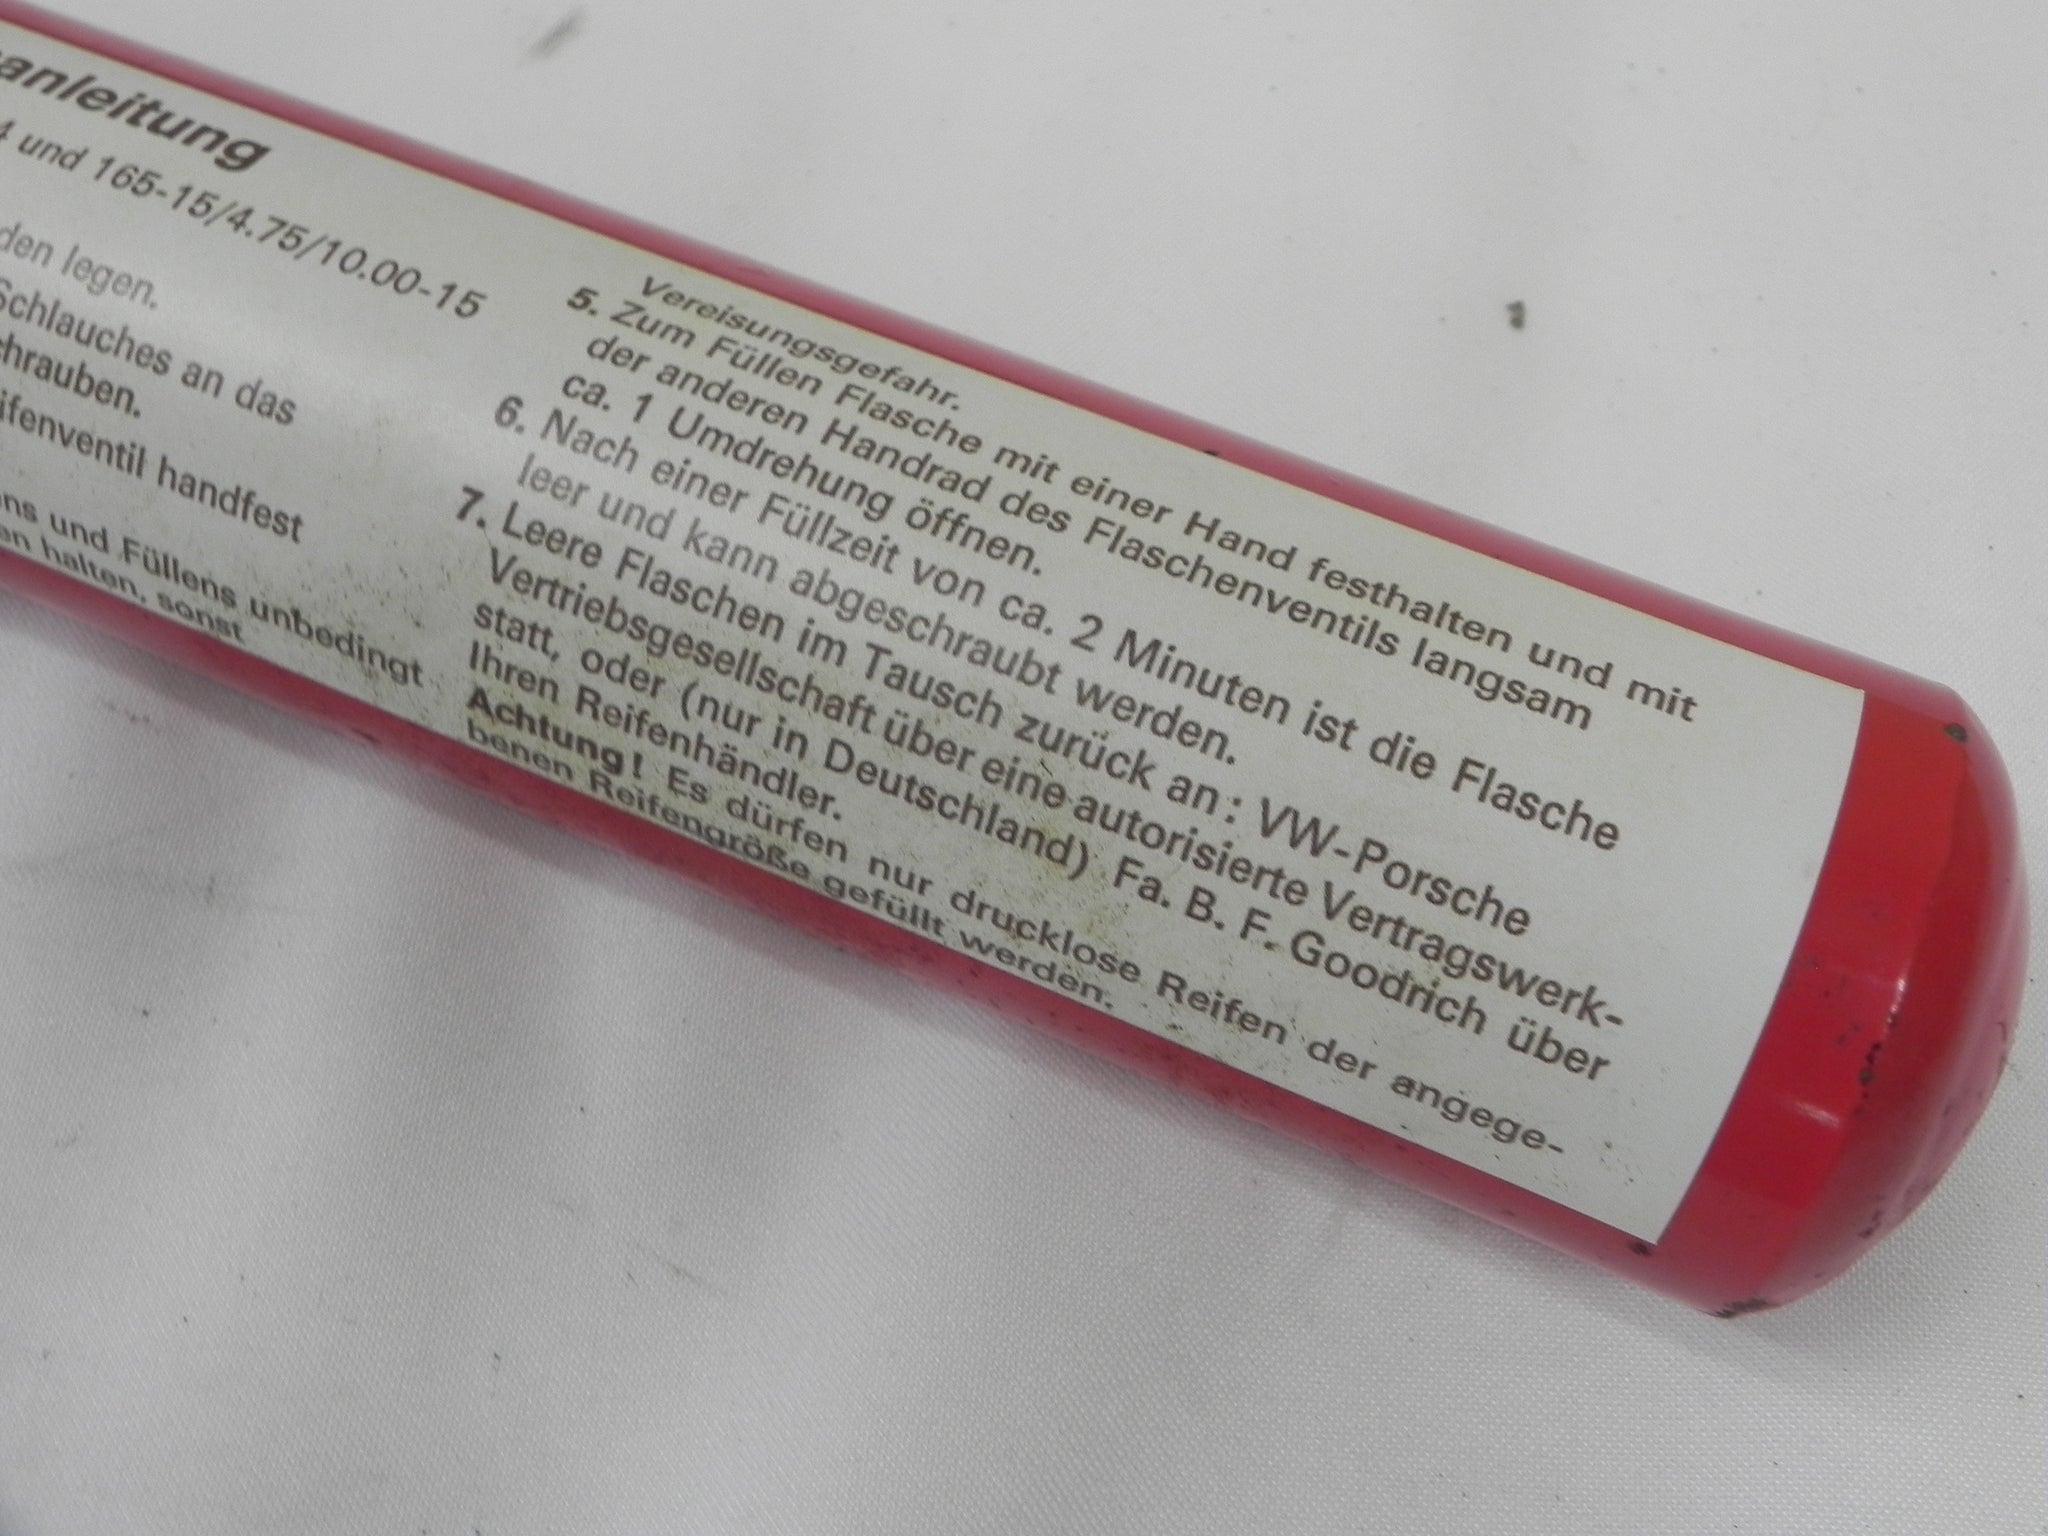 anleitung
4 und 165-15/4.75/10.00-15
den legen.
Schlauches an das
chrauben.
ifenventil handfest
ens und Füllens unbedingt
en halten, sonst
Vereisungsgefahr.
5. Zum Füllen Flasche mit einer Hand festhalten und mit
der anderen Handrad des Flaschenventils langsam
ca. 1 Umdrehung öffnen.
6. Nach einer Füllzeit von ca. 2 Minuten ist die Flasche
leer und kann abgeschraubt werden.
7. Leere Flaschen im Tausch zurück an: VW-Porsche
Vertriebsgesellschaft über eine autorisierte Vertragswerk-
statt, oder (nur in Deutschland) Fa. B. F. Goodrich über
Ihren Reifenhändler.
Achtung! Es dürfen nur drucklose Reifen der angege-
benen Reifengröße gefüllt werden.